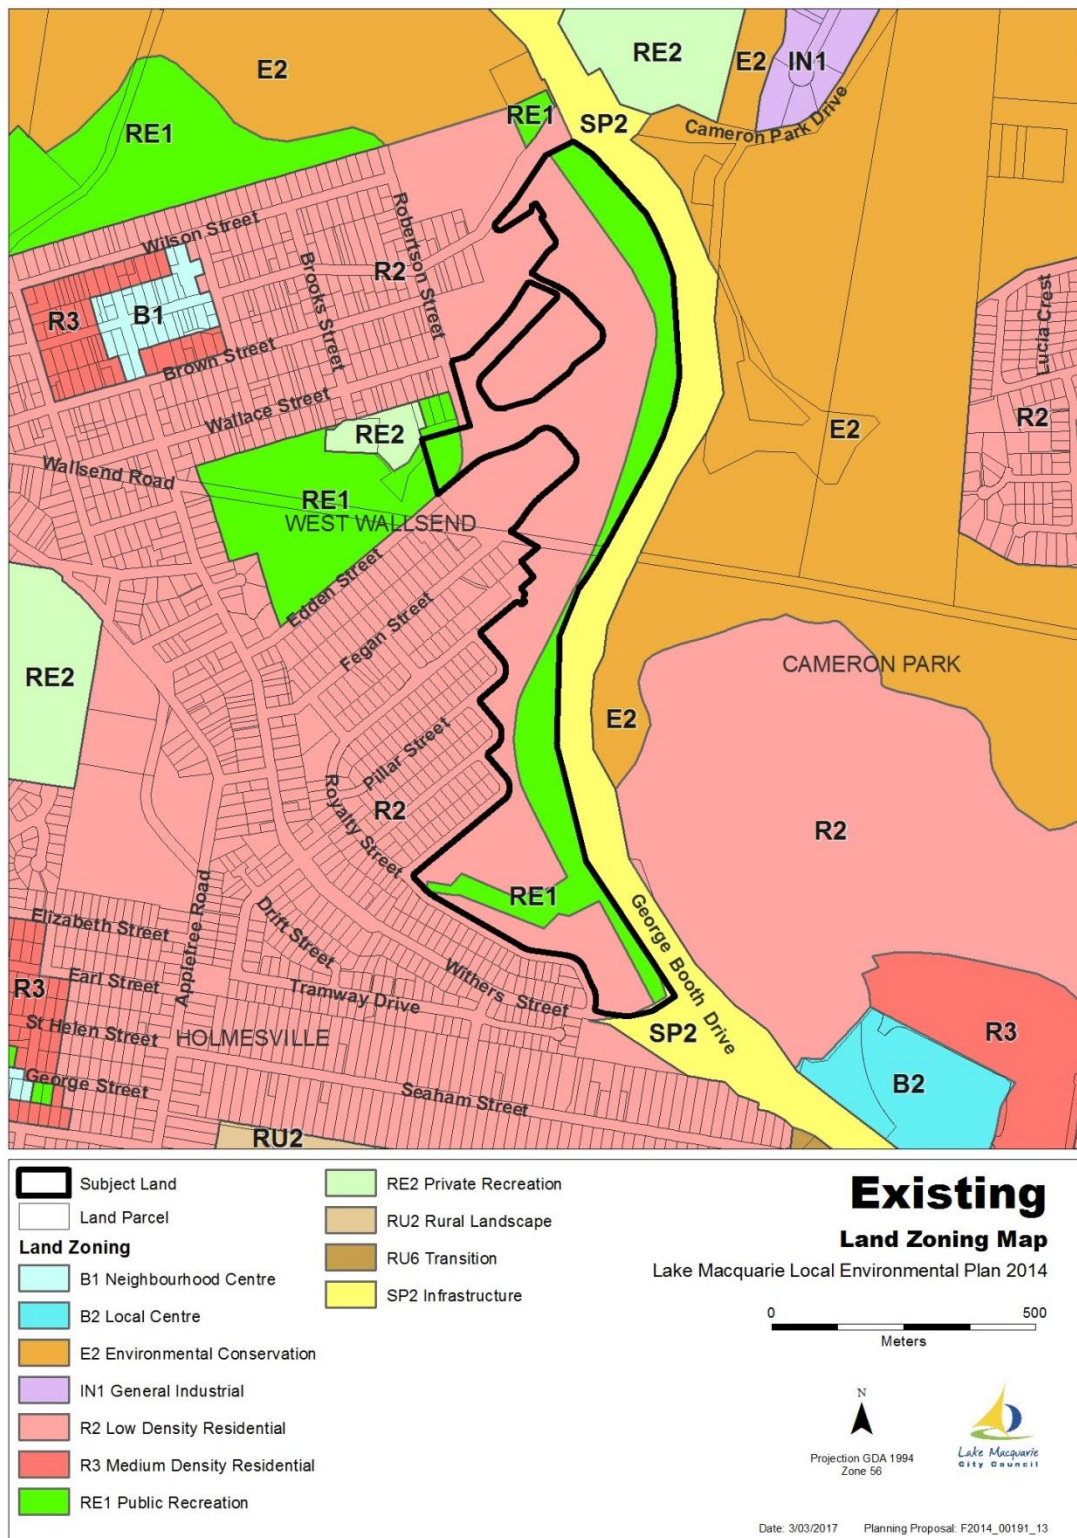 E2
RE2
E2
IN1
RE1
RE1
SP2
Cameron Park Drive
Wilson Street
Robertson Street
R2
Brooks Street
R3
B1
Brown Street
Lucia Crest
Wallace Street
R2
RE2
E2
Wallsend Road
RE1
WEST WALLSEND
Edden Street
Fegan Street
RE2
CAMERON PARK
E2
Pillar Street
Royalty Street
R2
R2
RE1
Appletree Road
Elizabeth Street
Drift Street
George Booth Drive
Withers Street
Earl Street
R3
Tramway Drive
St Helen Street
HOLMESVILLE
SP2
R3
B2
George Street
Seaham Street
RU2
Subject Land
Land Parcel
Land Zoning
B1 Neighbourhood Centre
B2 Local Centre
E2 Environmental Conservation
IN1 General Industrial
R2 Low Density Residential
R3 Medium Density Residential
RE1 Public Recreation
RE2 Private Recreation
RU2 Rural Landscape
RU6 Transition
SP2 Infrastructure
Existing
Land Zoning Map
Lake Macquarie Local Environmental Plan 2014
0 500
Meters
N
Projection GDA 1994
Zone 56
Lake Macquarie
City Council
Date: 3/03/2017 Planning Proposal: F2014_00191_13